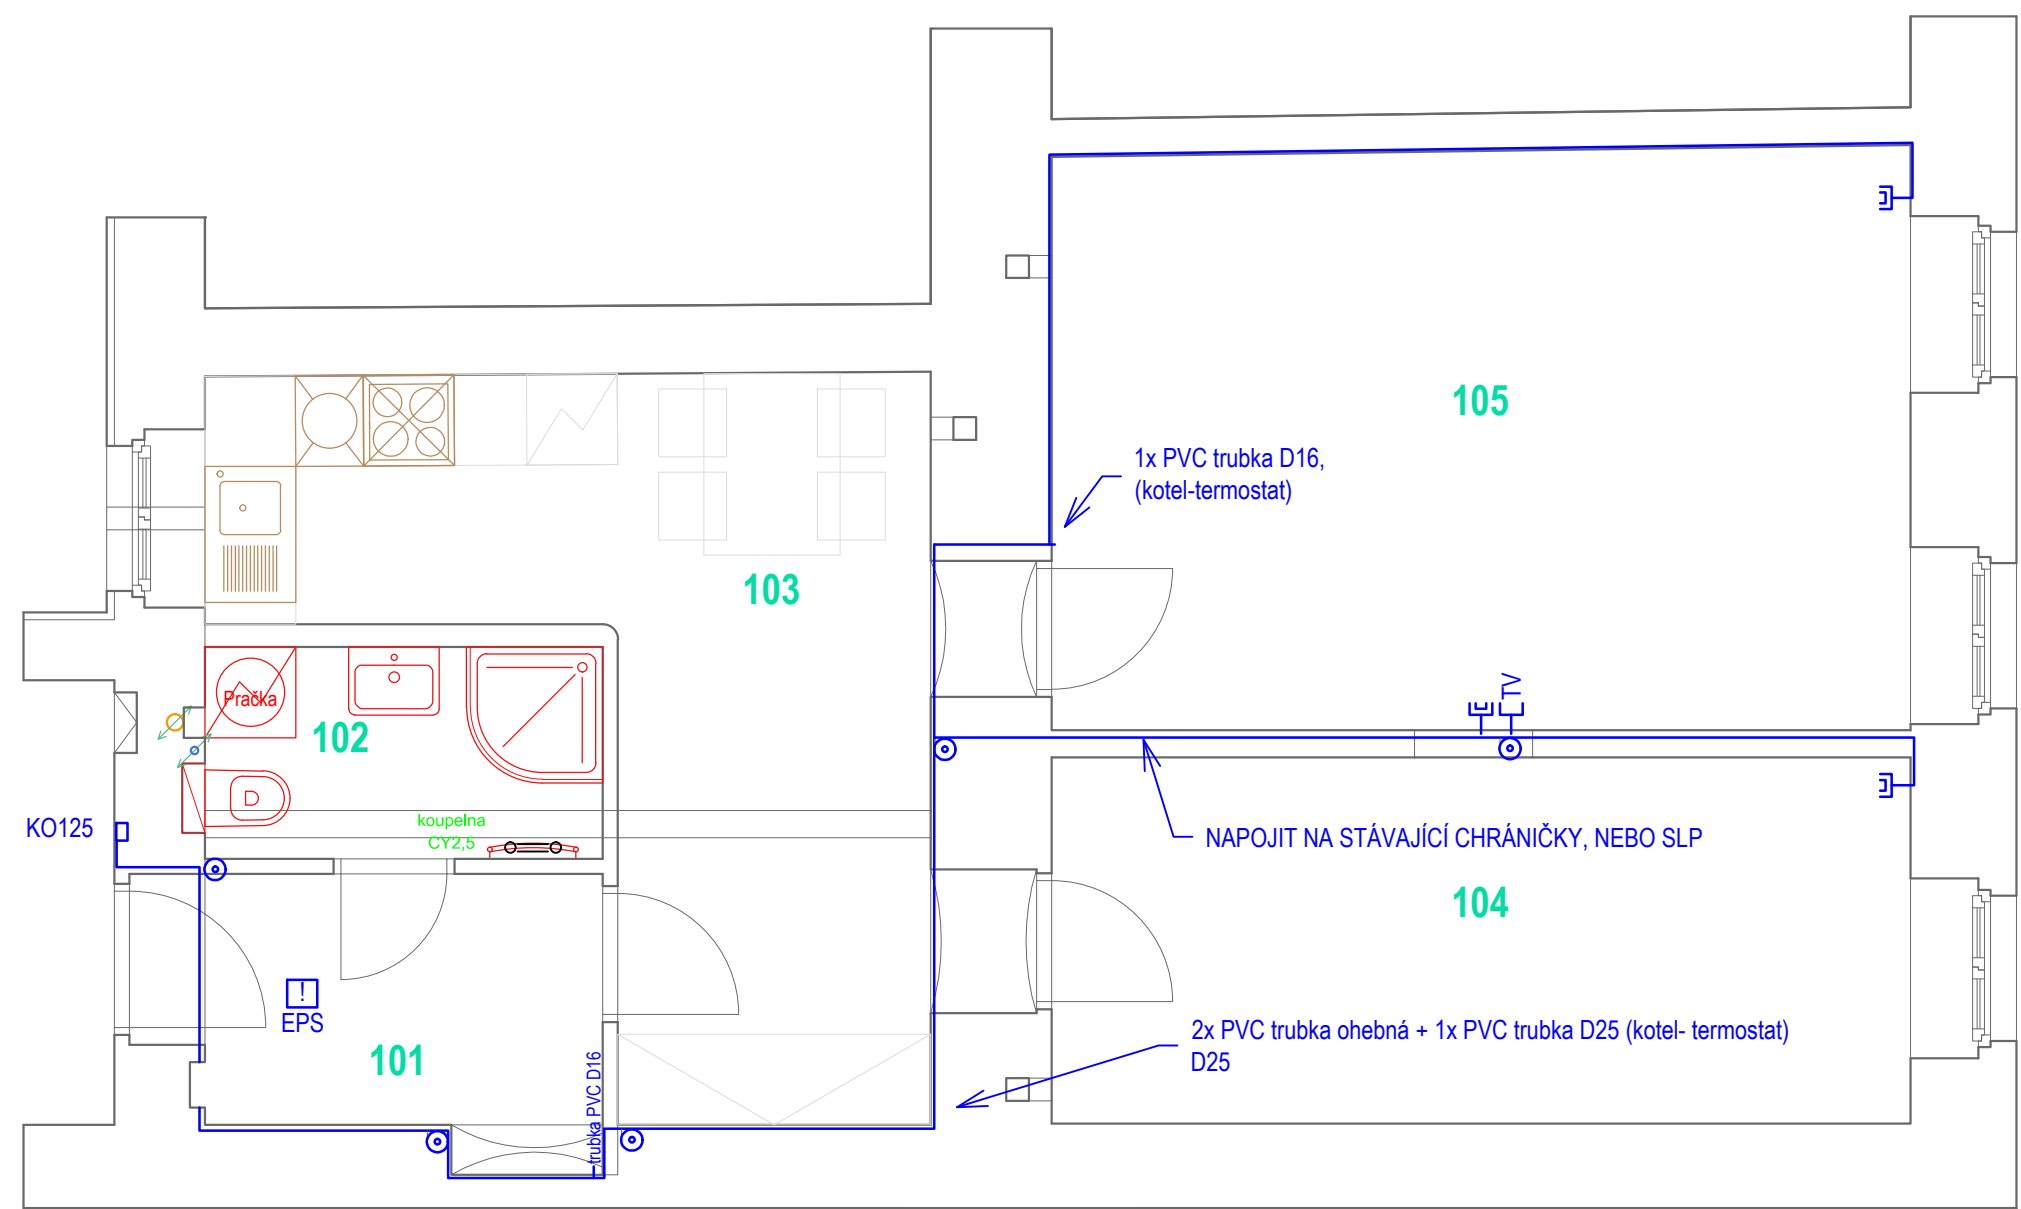 105
1x PVC trubka D16,
(kotel-termostat)
103
Pračka
102
TV
KO125
koupelna
CY2,5
NAPOJIT NA STÁVAJÍCÍ CHRÁNIČKY, NEBO SLP
104
!
EPS
101
trubka PVC D16
2x PVC trubka ohebná + 1x PVC trubka D25 (kotel- termostat)
D25